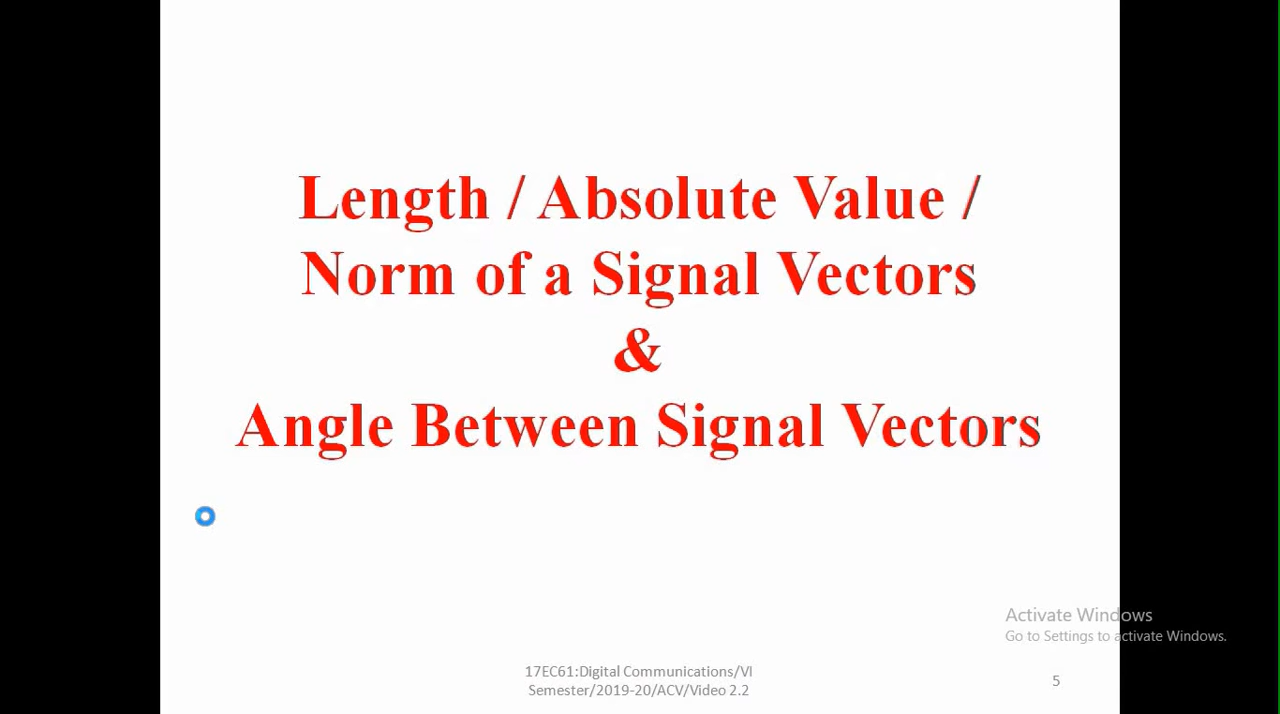 Length / Absolute Value /
Norm of a Signal Vectors
&
Angle Between Signal Vectors
Activate Windows
Go to Settings to activate Windows.
17EC61:Digital Communications/VI
Semester/2019-20/ACV/Video 2.2
5